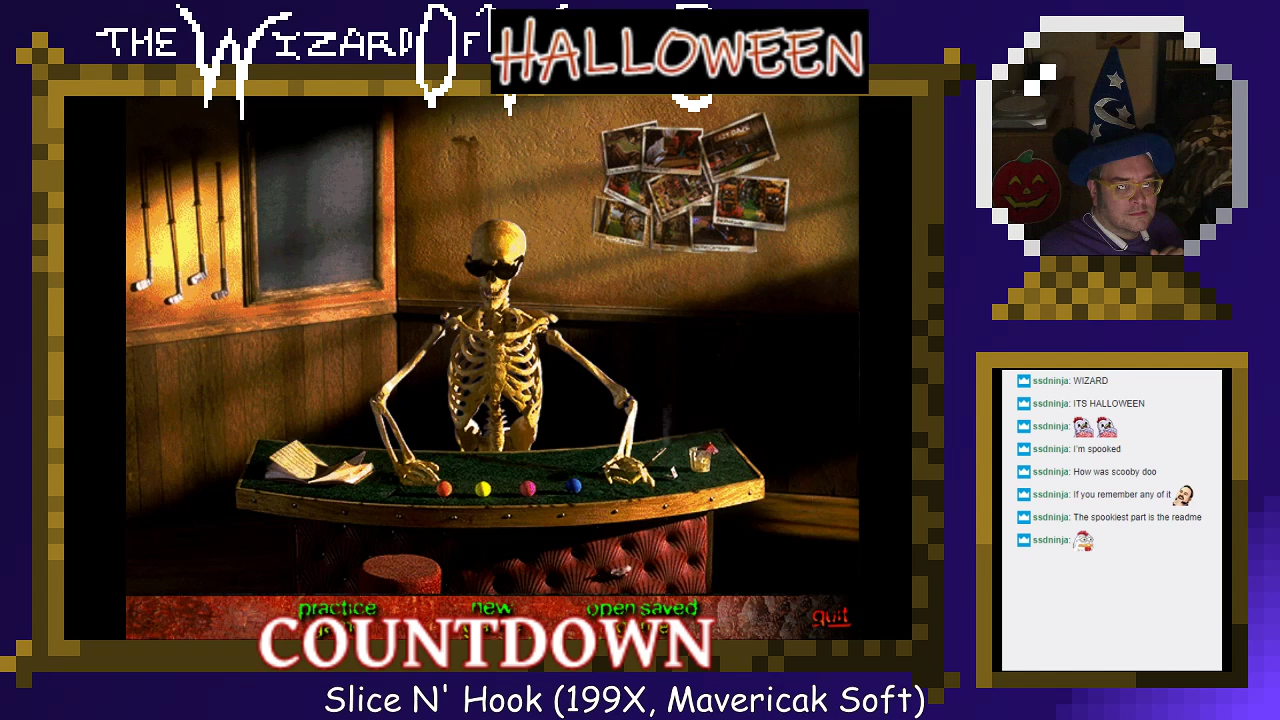 THE WIZARD OF
HALLOWEEN
ssdninja: WIZARD
ssdninja: ITS HALLOWEEN
ssdninja:
ssdninja: I'm spooked
ssdninja: How was scooby doo
ssdninja: If you remember any of it
ssdninja: The spookiest part is the readme
ssdninja:
practice new open saved quit
COUNTDOWN
Slice N' Hook (199X, Mavericak Soft)